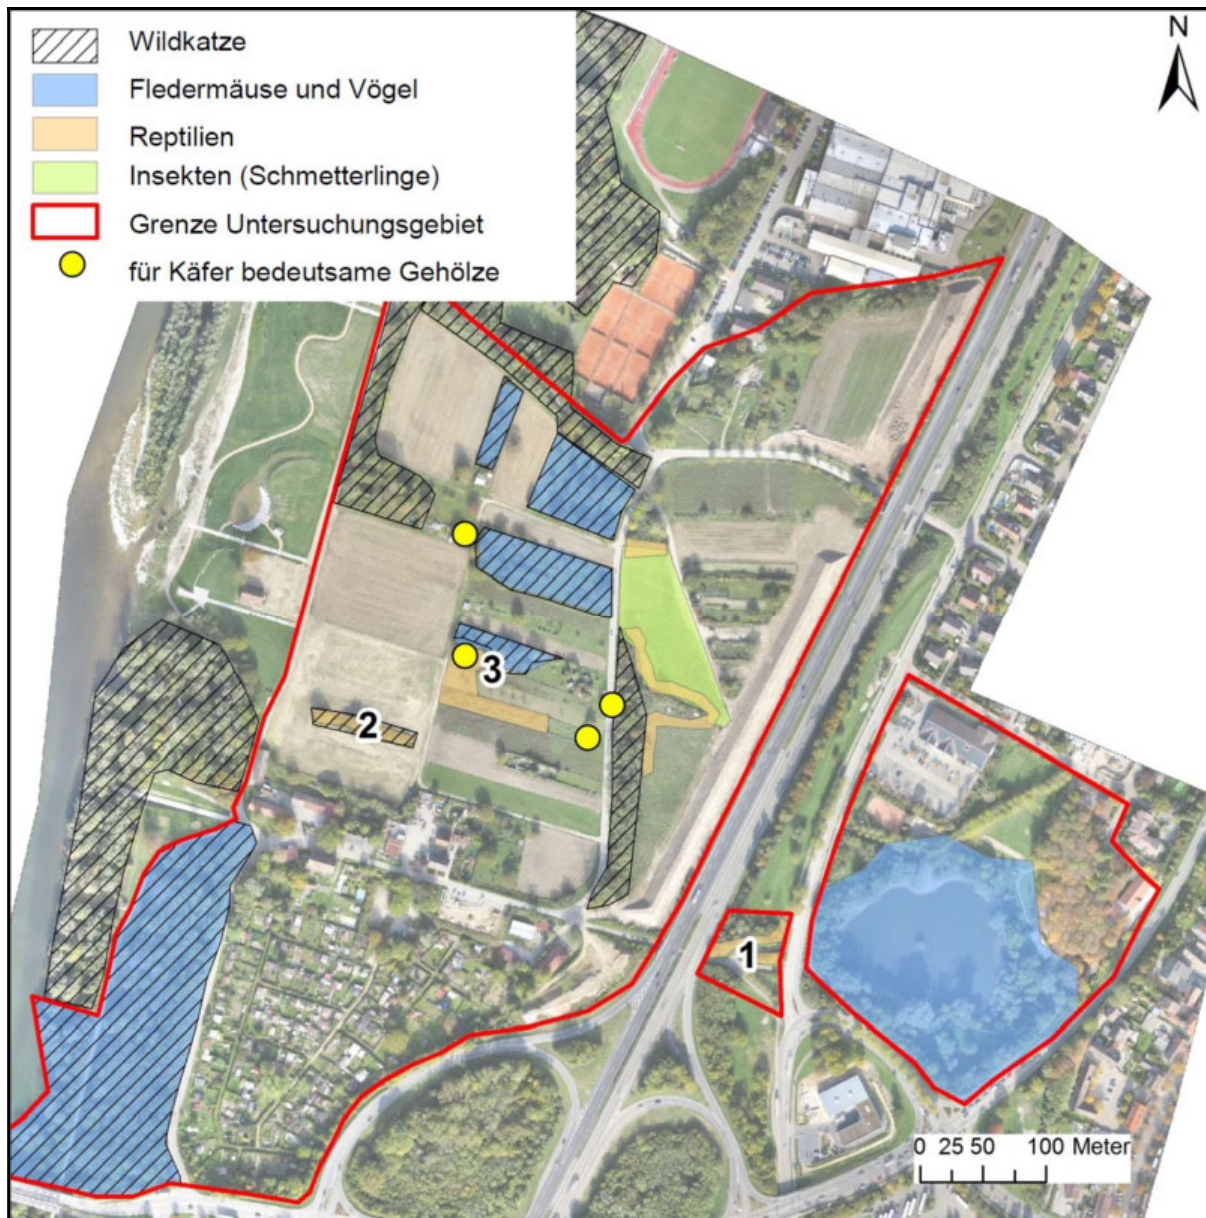 Wildkatze
Fledermäuse und Vögel
Reptilien
Insekten (Schmetterlinge)
Grenze Untersuchungsgebiet
für Käfer bedeutsame Gehölze
N
3
2
1
0 25 50 100 Meter